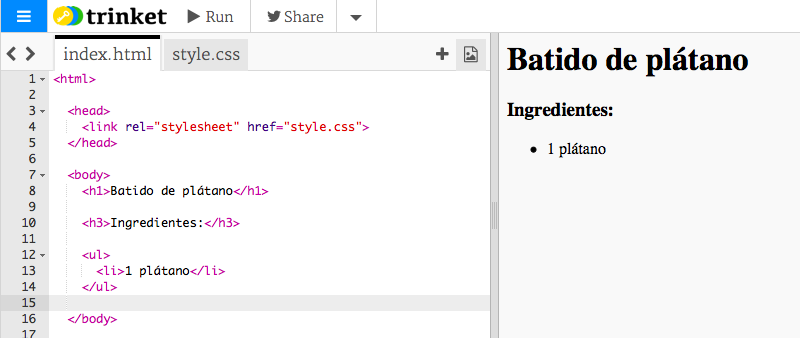 trinket Run Share
index.html style.css
1 <html>
2
3 <head>
4 <link rel="stylesheet" href="style.css">
5 </head>
6
7 <body>
8 <h1>Batido de plátano</h1>
9
10 <h3>Ingredientes:</h3>
11
12 <ul>
13 <li>1 plátano</li>
14 </ul>
15
16 </body>
17
Batido de plátano
Ingredientes:
• 1 plátano